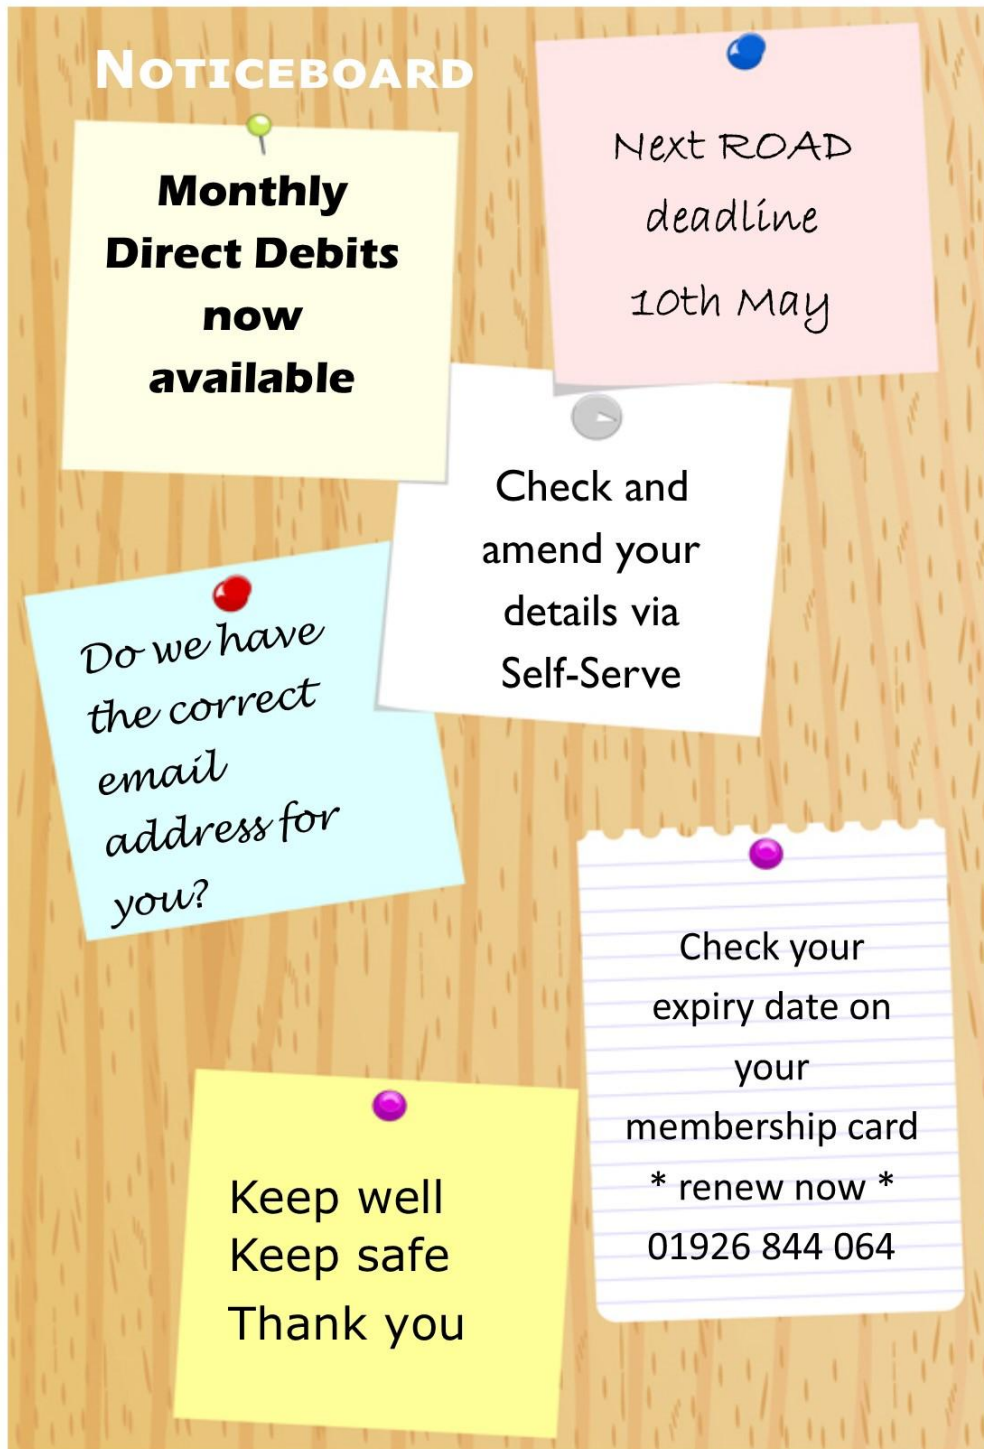 NOTICEBOARD
Monthly
Direct Debits
now
available
Next ROAD
deadline
10th May
Check and
amend your
details via
Self-Serve
Do we have
the correct
email
address for
you?
Check your
expiry date on
your
membership card
* renew now *
01926 844 064
Keep well
Keep safe
Thank you